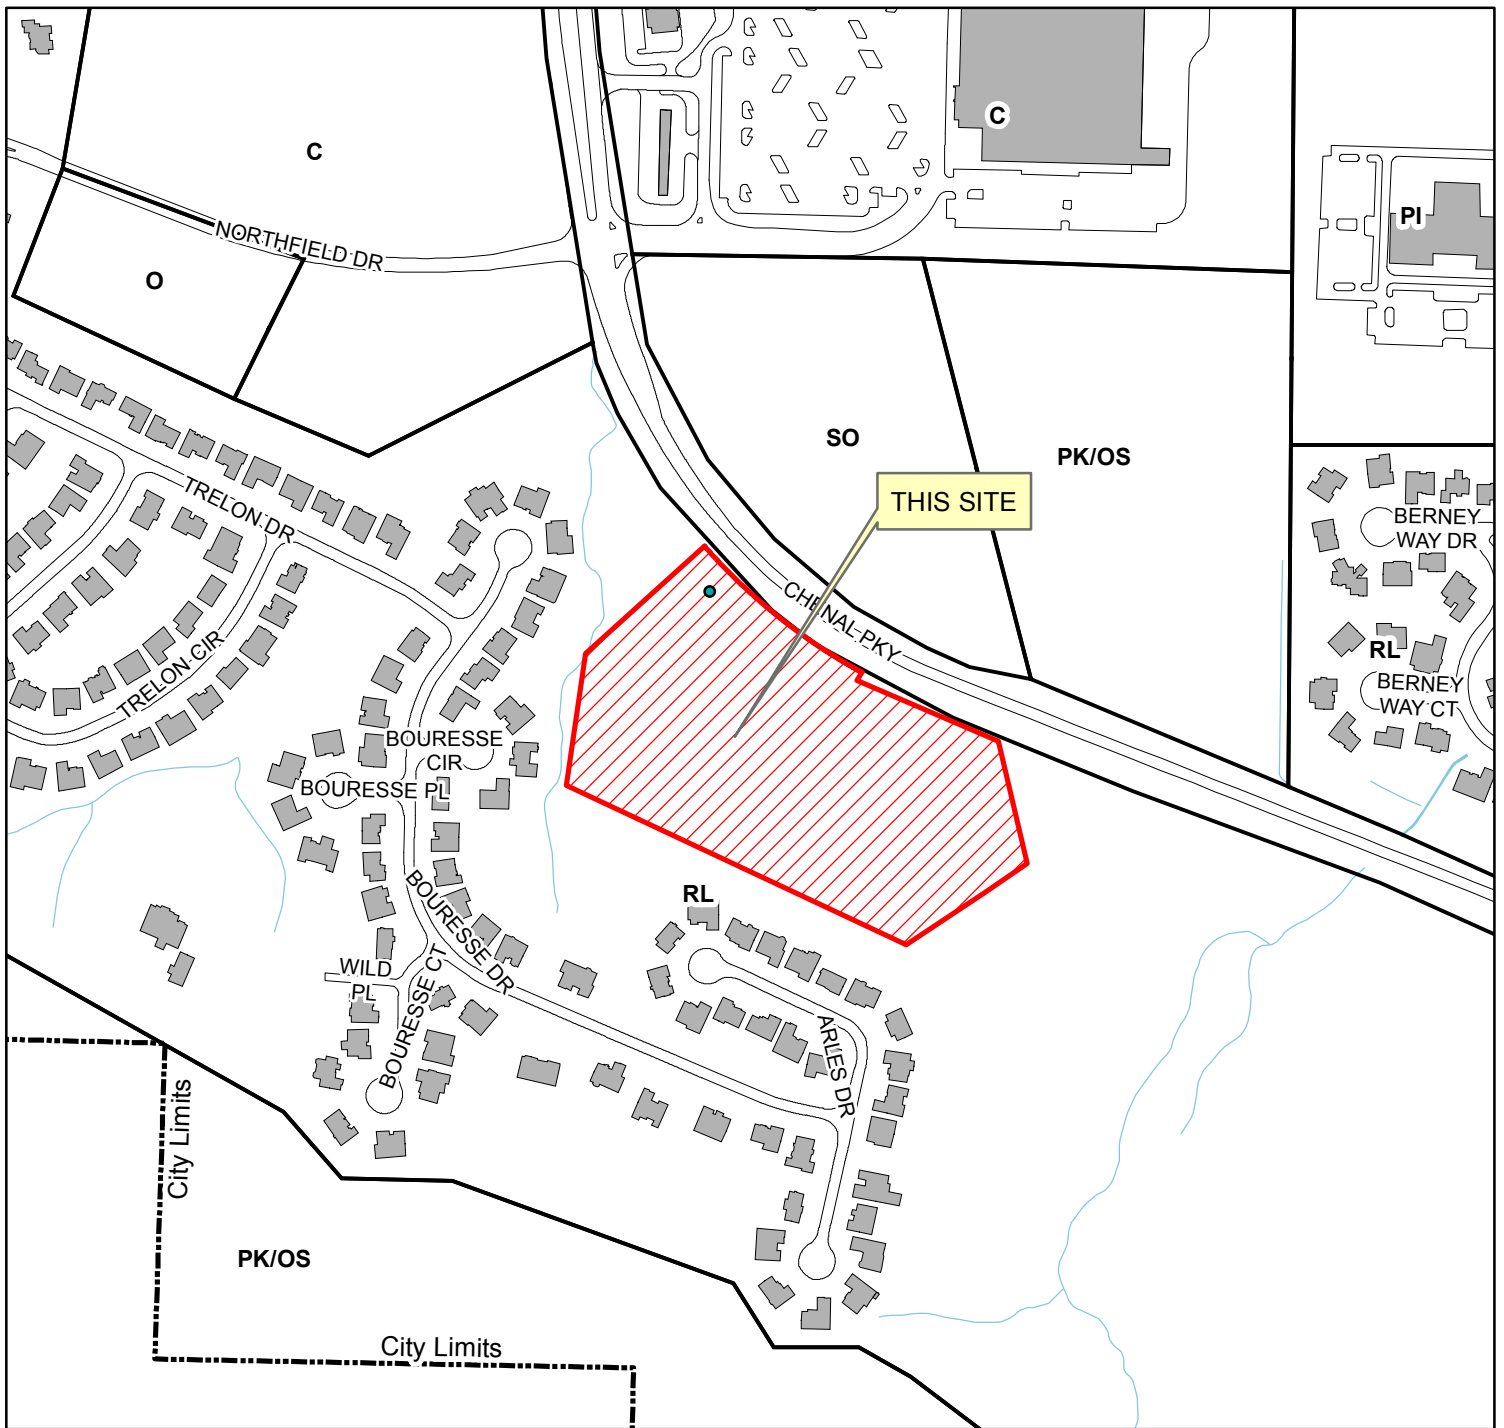 C
C
PI
NORTHFIELD DR
O
SO
PK/OS
THIS SITE
TRELON DR
BERNEY
WAY DR
CHENAL PKY
RL
BERNEY
WAY CT
TRELON CIR
BOURESSE
CIR
BOURESSE PL
RL
BOURESSE DR
WILD
PL
BOURESSE CT
ARLES DR
City Limits
PK/OS
City Limits